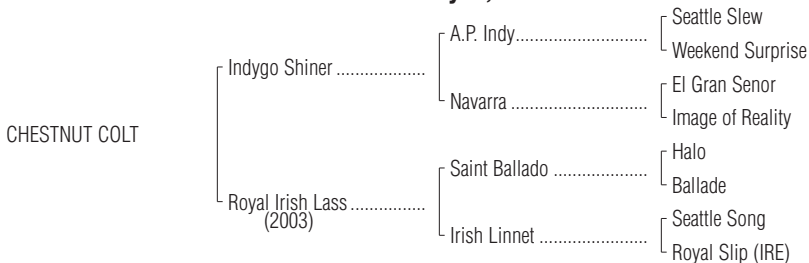 Seattle Slew
A.P. Indy..............................
Weekend Surprise
Indygo Shiner ...................
El Gran Senor
Navarra ..............................
Image of Reality
CHESTNUT COLT
Halo
Saint Ballado ....................
Ballade
Royal Irish Lass................
(2003)
Seattle Song
Irish Linnet ........................
Royal Slip (IRE)